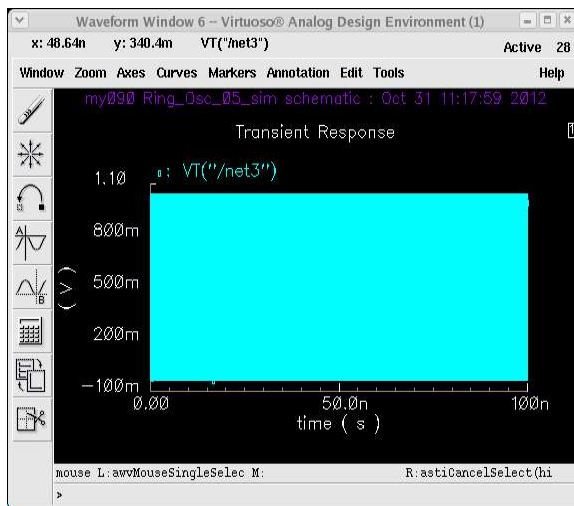 Waveform Window 6 – Virtuoso® Analog Design Environment (1)
x: 48.64n y: 340.4m VT("/net3") Active 28
Window Zoom Axes Curves Markers Annotation Edit Tools Help
my090 Ring_Osc_05_sim schematic : Oct 31 11:17:59 2012
Transient Response
1
▯: VT("/net3")
1.10
800m
500m
200m
-100m
( V )
0.00 50.0n 100n
time ( s )
A
B
mouse L:awvMouseSingleSelec M: R:astiCancelSelect(hi
>